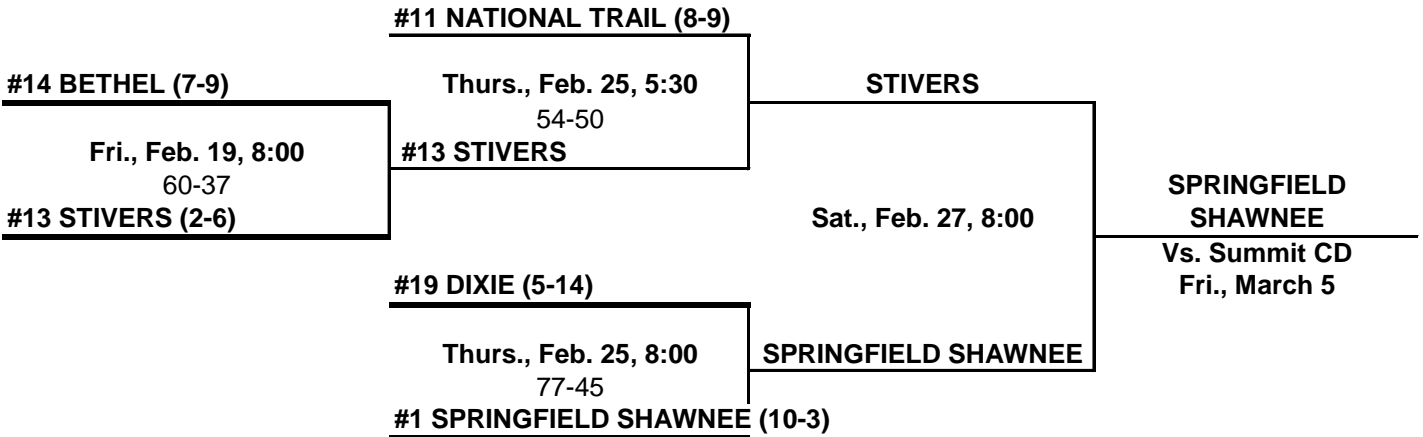 #11 NATIONAL TRAIL (8-9)
#14 BETHEL (7-9)
Thurs., Feb. 25, 5:30
STIVERS
54-50
Fri., Feb. 19, 8:00
#13 STIVERS
60-37
#13 STIVERS (2-6)
Sat., Feb. 27, 8:00
SPRINGFIELD
SHAWNEE
Vs. Summit CD
Fri., March 5
#19 DIXIE (5-14)
Thurs., Feb. 25, 8:00
SPRINGFIELD SHAWNEE
77-45
#1 SPRINGFIELD SHAWNEE (10-3)